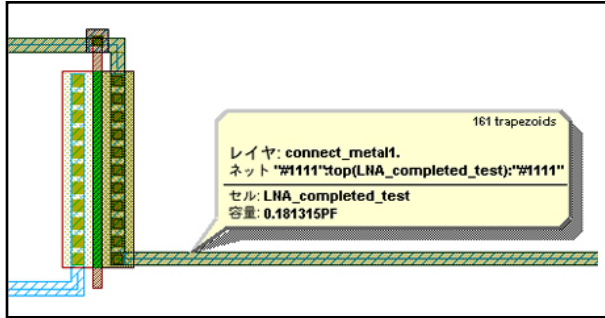 161 trapezoids
レイヤ: connect_metal1.
ネット "#1111":top(LNA_completed_test):"#1111"
セル: LNA_completed_test
容量: 0.181315PF